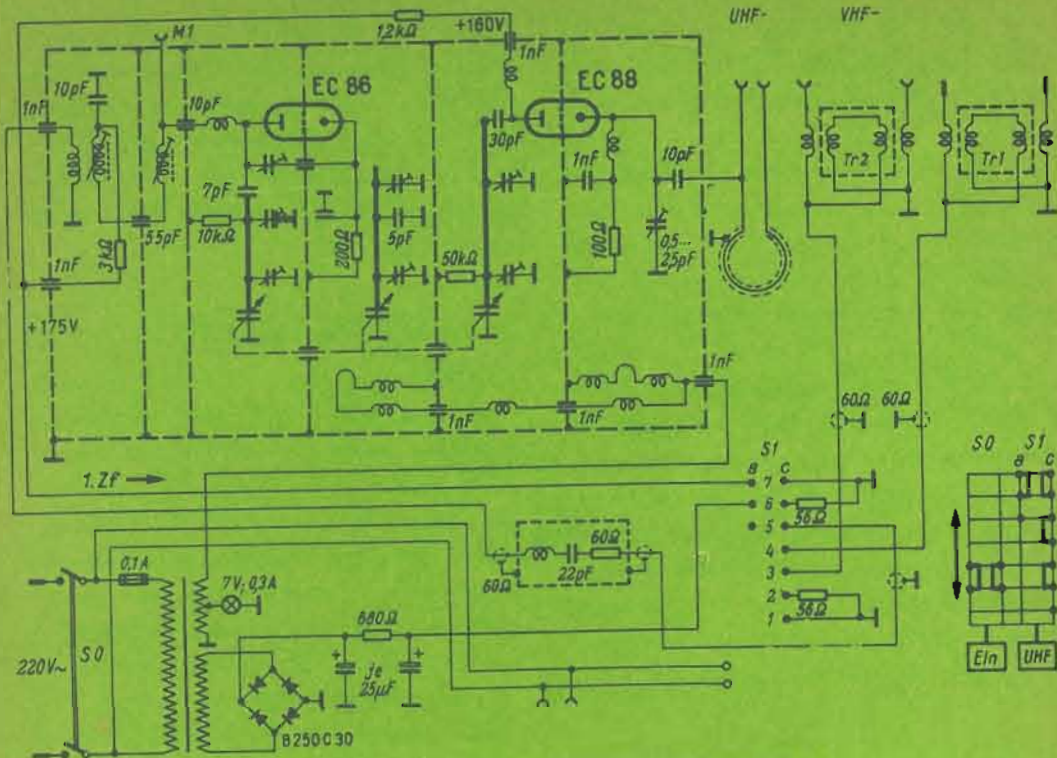 UHF-
VHF-
M1
1,2kΩ
+160V
1nF
EC 86
EC 88
10pF
1nF
10pF
30pF
1nF
10pF
Tr2
Tr1
7pF
3kΩ
55pF
10kΩ
200Ω
5pF
50kΩ
100Ω
0,5...
25pF
1nF
+175V
1nF
1nF
1nF
60Ω
60Ω
S0
S1
B
C
1. Zf
S1
B
C
7
6
56Ω
5
4
3
2
56Ω
1
60Ω
22pF
60Ω
0,1A
7V; 0,3A
680Ω
220V~
S0
+
je
+
25µF
B250C30
Ein
UHF